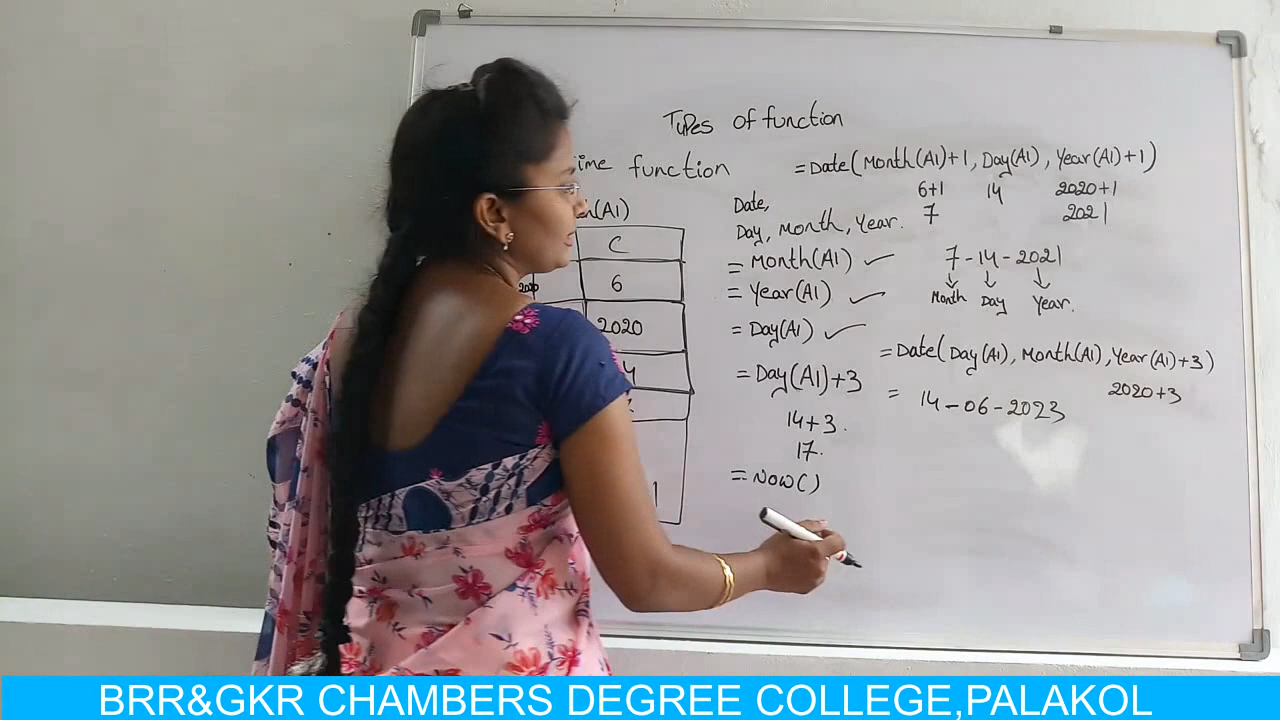 Types of function
ime function
=Date(Month(A1)+1, Day(A1), Year(A1)+1)
6+1 14 2020+1
7 2021
7-14-2021
Month Day Year.
(A1)
C
6
2020
Date,
Day, Month, Year.
= Month(A1) ✓
= Year(A1) ✓
= Day(A1) ✓
= Day(A1)+3
14+3.
17.
= Now()
=Date(Day(A1), Month(A1), Year(A1)+3)
2020+3
= 14-06-2023
BRR&GKR CHAMBERS DEGREE COLLEGE,PALAKOL